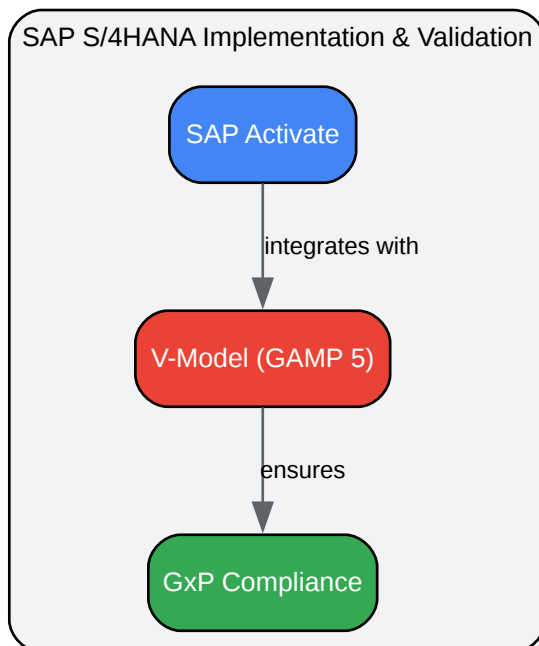 SAP S/4HANA Implementation & Validation
SAP Activate
integrates with
V-Model (GAMP 5)
ensures
GxP Compliance